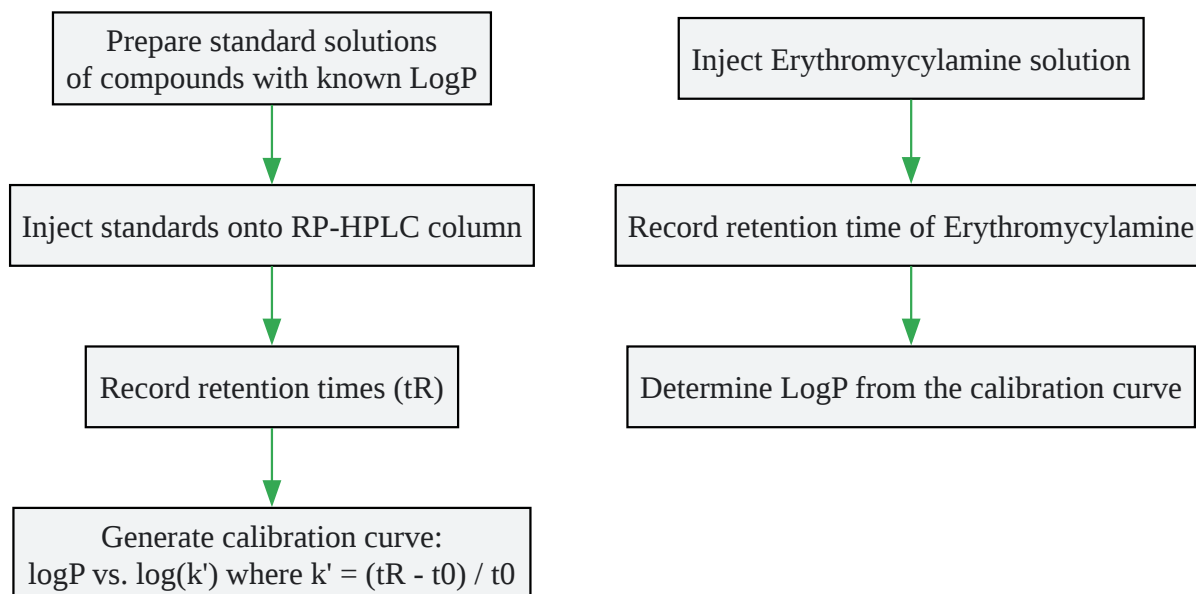 Prepare standard solutions
of compounds with known LogP
Inject standards onto RP-HPLC column
Record retention times (tR)
Generate calibration curve:
logP vs. log(k') where k' = (tR - t0) / t0
Inject Erythromycylamine solution
Record retention time of Erythromycylamine
Determine LogP from the calibration curve